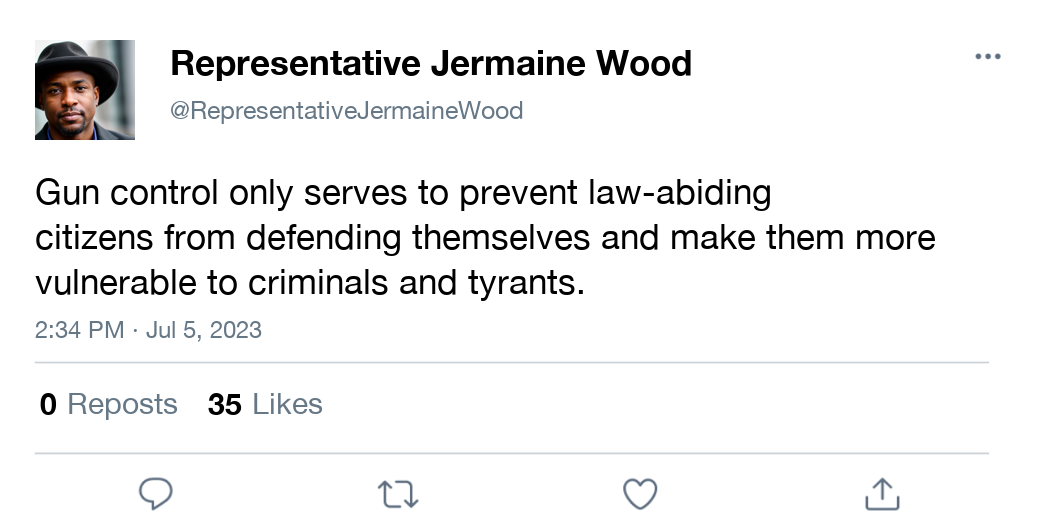 Representative Jermaine Wood
@RepresentativeJermaineWood
Gun control only serves to prevent law-abiding
citizens from defending themselves and make them more
vulnerable to criminals and tyrants.
2:34 PM · Jul 5, 2023
0 Reposts 35 Likes